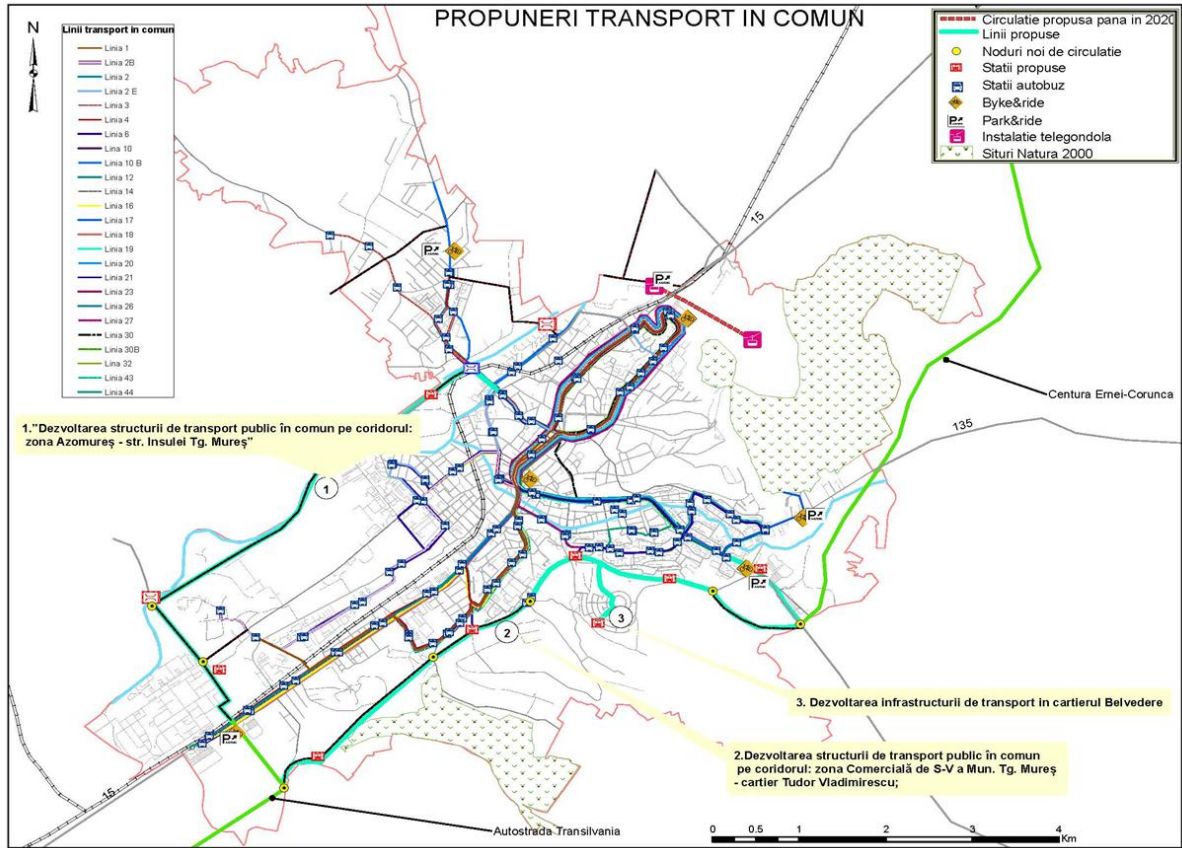 PROPUNERI TRANSPORT IN COMUN
N
Linii transport in comun
Linia 1
Linia 2B
Linia 2
Linia 2 E
Linia 3
Linia 4
Linia 6
Lina 10
Linia 10 B
Linia 12
Linia 14
Linia 16
Linia 17
Linia 18
Linia 19
Linia 20
Linia 21
Linia 23
Linia 26
Linia 27
Linia 30
Linia 30B
Linia 32
Linia 43
Linia 44
Circulatie propusa pana in 2020
Linii propuse
Noduri noi de circulatie
Statii propuse
Statii autobuz
Byke&ride
Park&ride
Instalatie telegondola
Situri Natura 2000
15
Centura Ernei-Corunca
135
1."Dezvoltarea structurii de transport public în comun pe coridorul:
zona Azomureş - str. Insulei Tg. Mureş"
1
2
3
3. Dezvoltarea infrastructurii de transport in cartierul Belvedere
2.Dezvoltarea structurii de transport public în comun
pe coridorul: zona Comercială de S-V a Mun. Tg. Mureş
- cartier Tudor Vladimirescu;
15
Autostrada Transilvania
0 0.5 1 2 3 4
Km